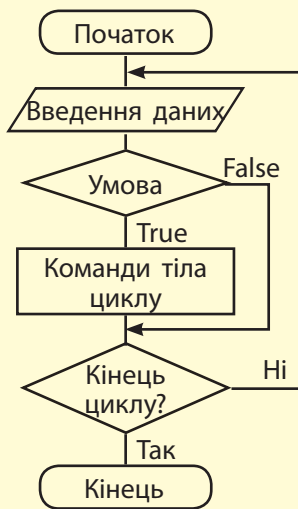 Початок
Введення даних
Умова
False
True
Команди тіла
циклу
Кінець
циклу?
Ні
Так
Кінець